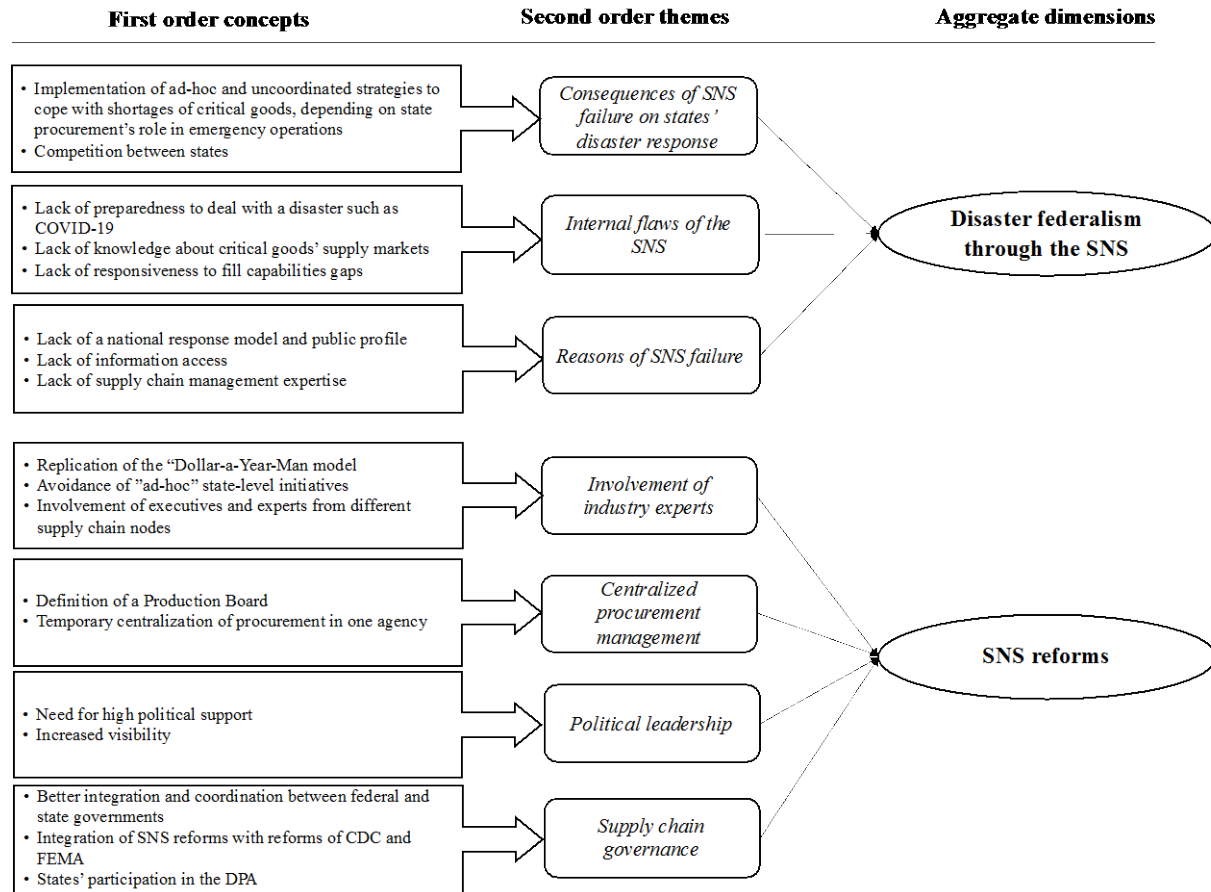 First order concepts
Second order themes
Aggregate dimensions
• Implementation of ad-hoc and uncoordinated strategies to
cope with shortages of critical goods, depending on state
procurement's role in emergency operations
• Competition between states
Consequences of SNS
failure on states'
disaster response
• Lack of preparedness to deal with a disaster such as
COVID-19
• Lack of knowledge about critical goods' supply markets
• Lack of responsiveness to fill capabilities gaps
Internal flaws of the
SNS
Disaster federalism
through the SNS
• Lack of a national response model and public profile
• Lack of information access
• Lack of supply chain management expertise
Reasons of SNS failure
• Replication of the “Dollar-a-Year-Man model
• Avoidance of ”ad-hoc” state-level initiatives
• Involvement of executives and experts from different
supply chain nodes
Involvement of
industry experts
• Definition of a Production Board
• Temporary centralization of procurement in one agency
Centralized
procurement
management
SNS reforms
• Need for high political support
• Increased visibility
Political leadership
• Better integration and coordination between federal and
state governments
• Integration of SNS reforms with reforms of CDC and
FEMA
• States' participation in the DPA
Supply chain
governance